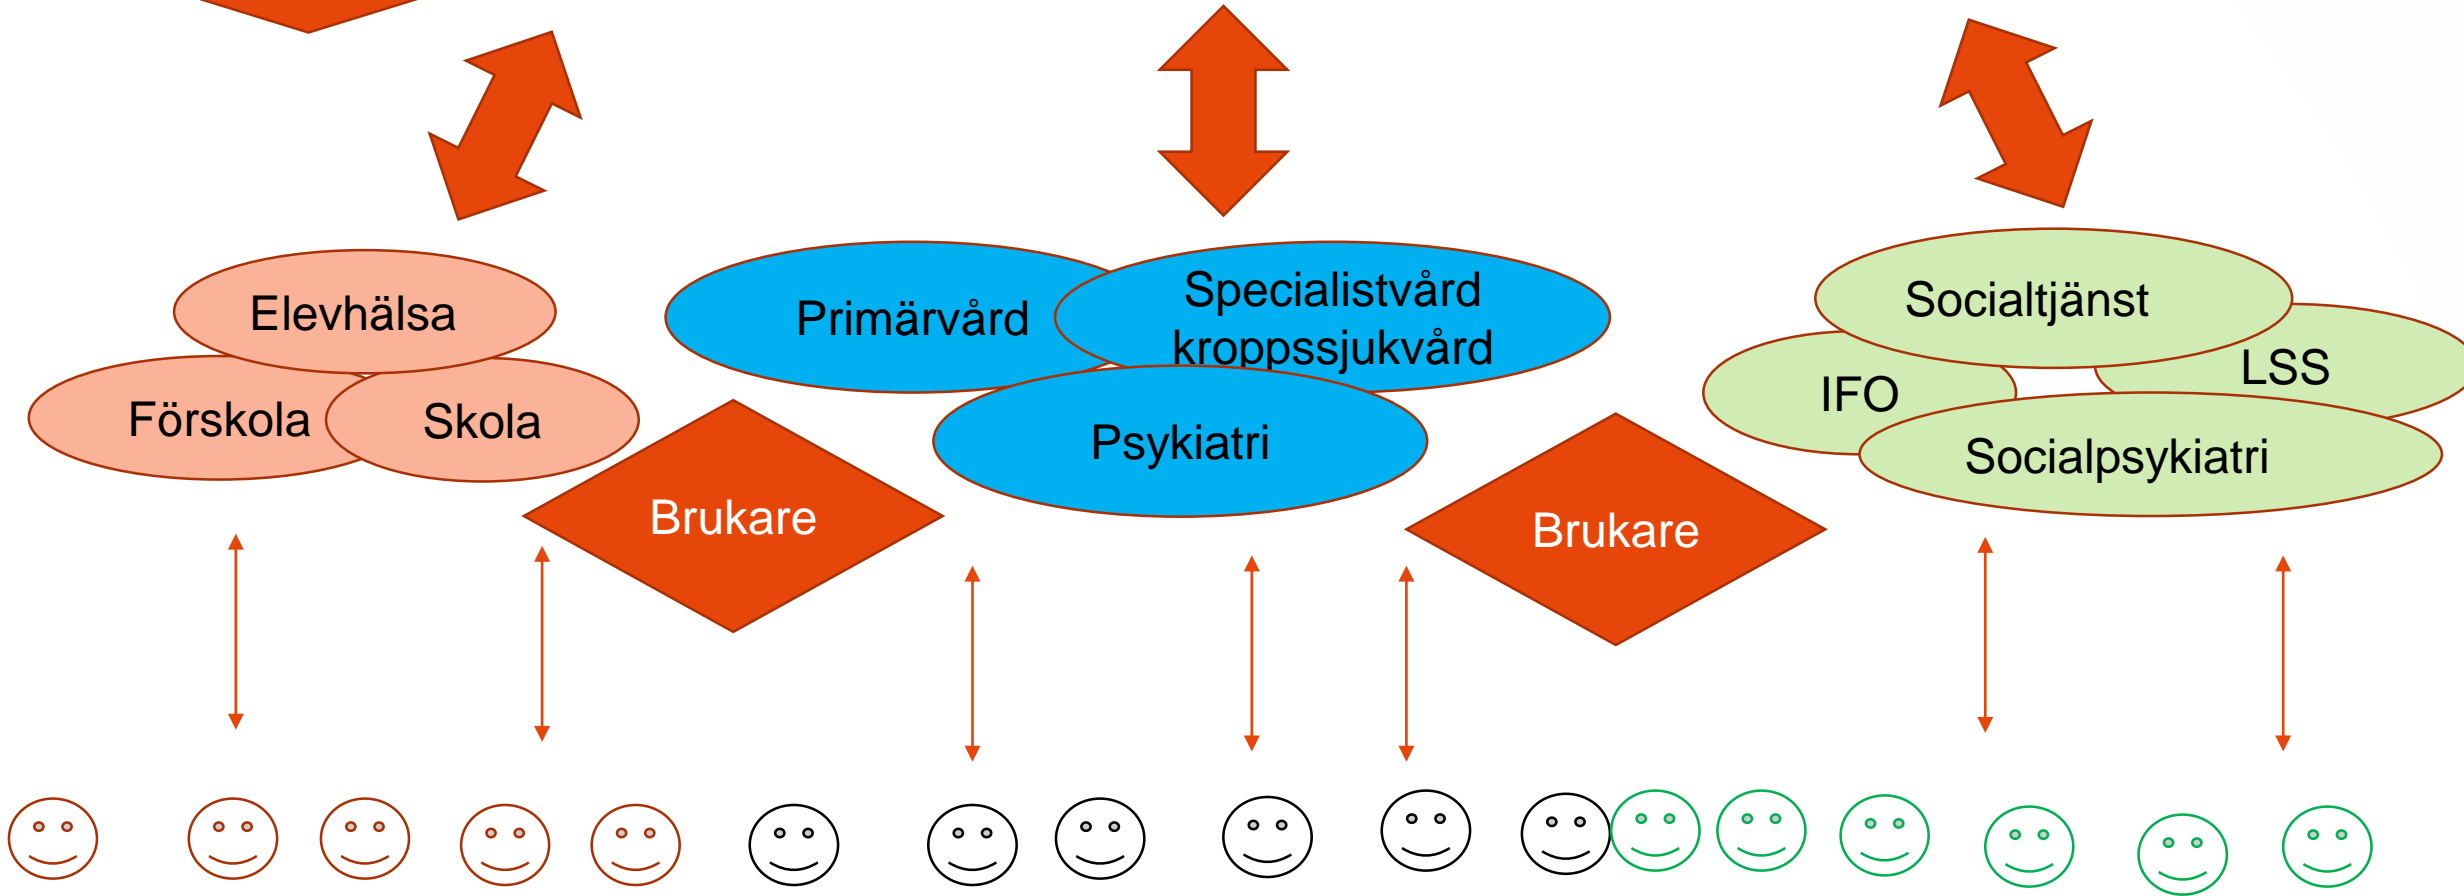 Elevhälsa
Förskola
Skola
Primärvård
Specialistvård
kroppssjukvård
Psykiatri
Socialtjänst
IFO
LSS
Socialpsykiatri
Brukare
Brukare